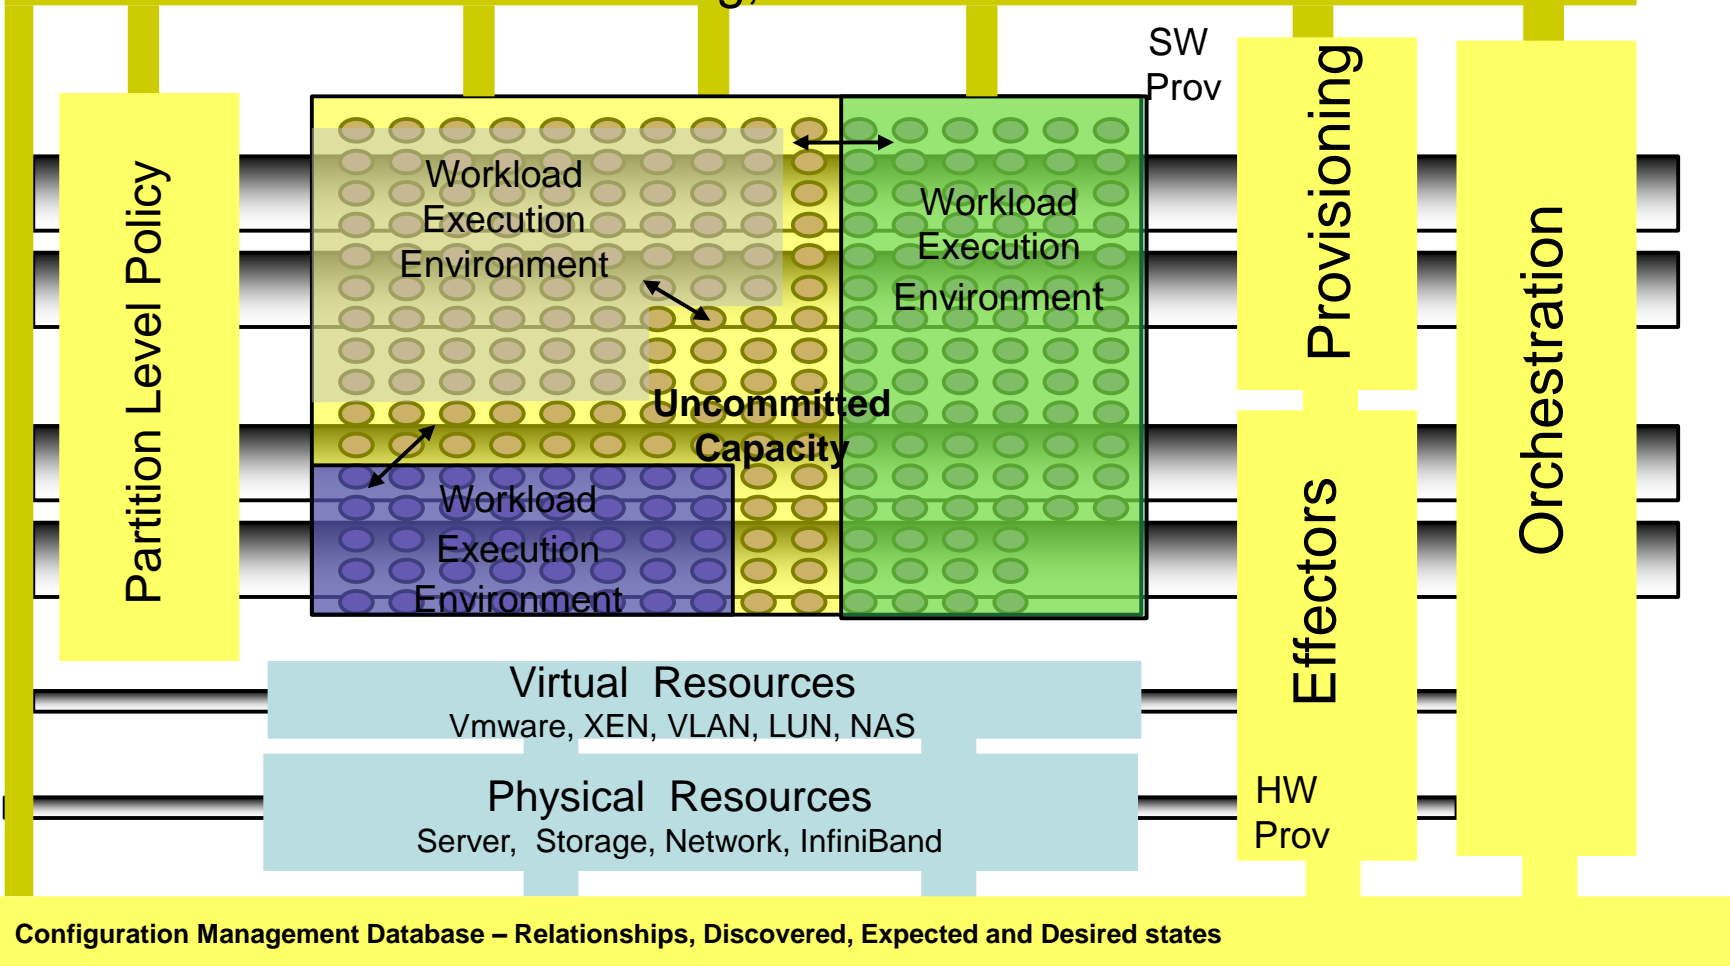 SW
Prov
Partition Level Policy
Workload
Execution
Environment
Workload
Execution
Environment
Uncommitted
Capacity
Workload
Execution
Environment
Provisioning
Effectors
Orchestration
Virtual Resources
Vmware, XEN, VLAN, LUN, NAS
Physical Resources
Server, Storage, Network, InfiniBand
HW
Prov
Configuration Management Database – Relationships, Discovered, Expected and Desired states